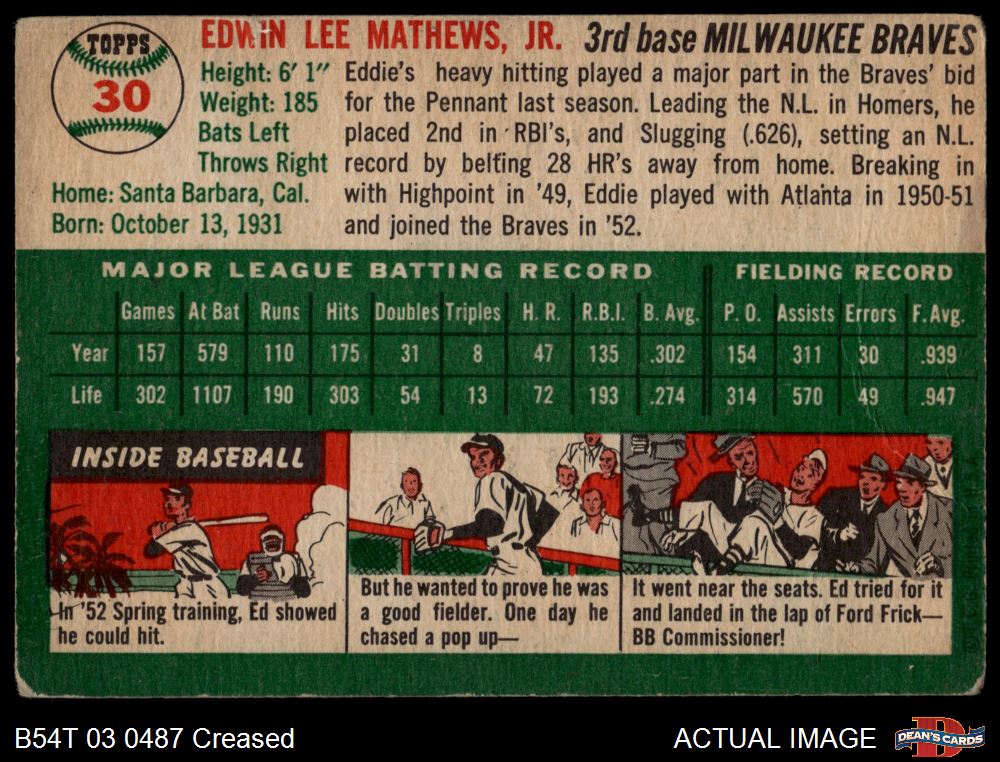 TOPPS
30
EDWIN LEE MATHEWS, JR. 3rd base MILWAUKEE BRAVES
Height: 6' 1"
Weight: 185
Bats Left
Throws Right
Home: Santa Barbara, Cal.
Born: October 13, 1931
Eddie's heavy hitting played a major part in the Braves' bid
for the Pennant last season. Leading the N.L. in Homers, he
placed 2nd in RBI's, and Slugging (.626), setting an N.L.
record by belting 28 HR's away from home. Breaking in
with Highpoint in '49, Eddie played with Atlanta in 1950-51
and joined the Braves in '52.
MAJOR LEAGUE BATTING RECORD FIELDING RECORD
Games At Bat Runs Hits Doubles Triples H. R. R.B.I. B. Avg. P. O. Assists Errors F. Avg.
Year 157 579 110 175 31 8 47 135 .302 154 311 30 .939
Life 302 1107 190 303 54 13 72 193 .274 314 570 49 .947
INSIDE BASEBALL
In '52 Spring training, Ed showed
he could hit.
But he wanted to prove he was
a good fielder. One day he
chased a pop up—
It went near the seats. Ed tried for it
and landed in the lap of Ford Frick—
BB Commissioner!
B54T 03 0487 Creased
ACTUAL IMAGE
DEAN'S CARDS